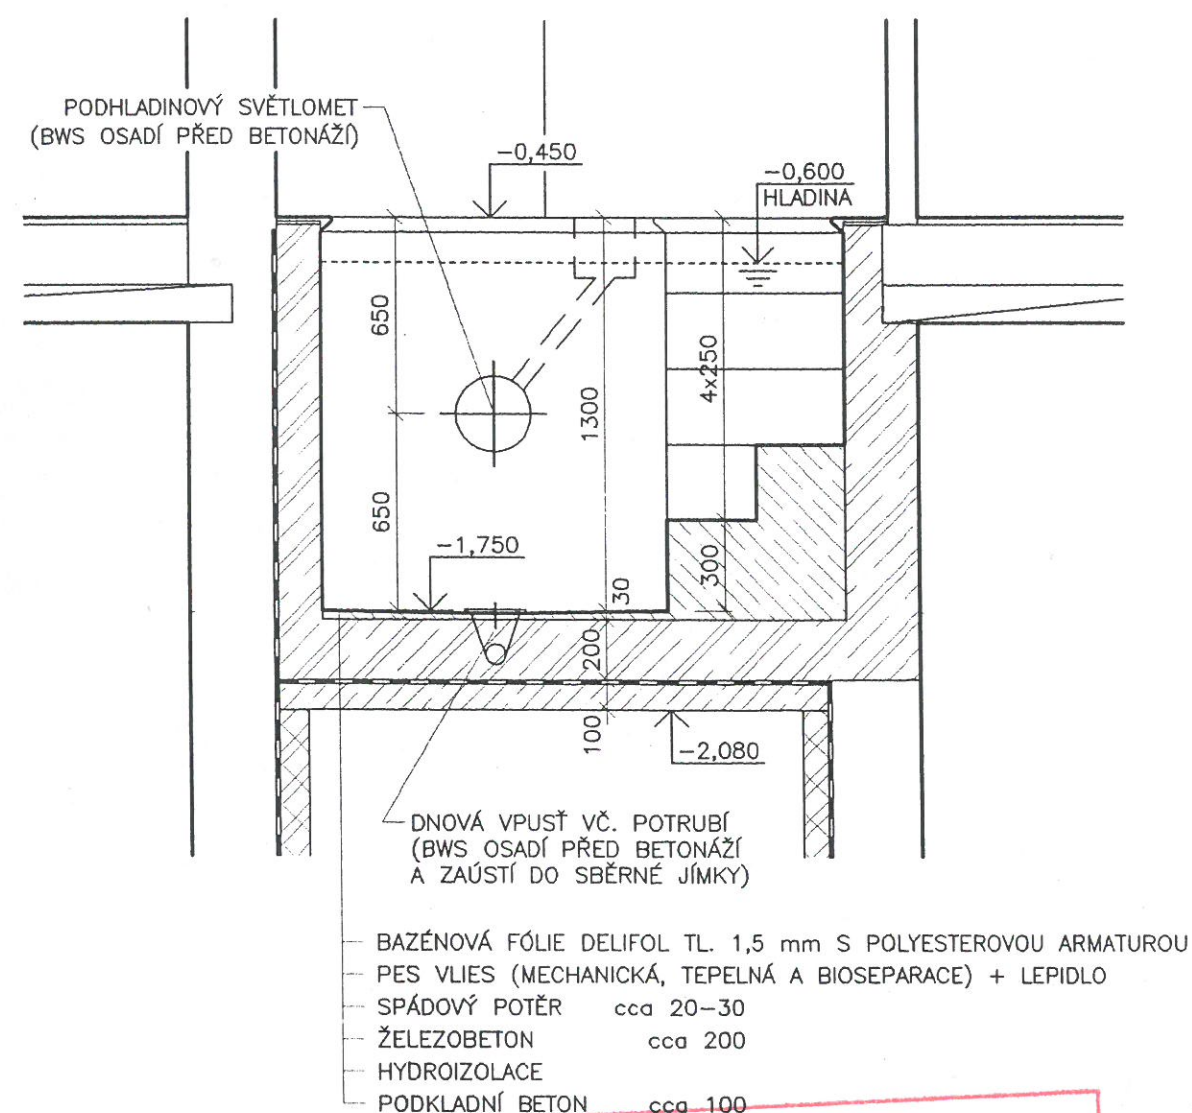 PODHLADINOVÝ SVĚTLOMET
(BWS OSADÍ PŘED BETONÁŽÍ)
-0,450
-0,600
HLADINA
650
1300
4x250
650
-1,750
30
300
200
100
-2,080
DNOVÁ VPUSŤ VČ. POTRUBÍ
(BWS OSADÍ PŘED BETONÁŽÍ
A ZAÚSTÍ DO SBĚRNÉ JÍMKY)
BAZÉNOVÁ FÓLIE DELIFOL TL. 1,5 mm S POLYESTEROVOU ARMATUROU
PES VLIES (MECHANICKÁ, TEPELNÁ A BIOSEPARACE) + LEPIDLO
SPÁDOVÝ POTĚR cca 20-30
ŽELEZOBETON cca 200
HYDROIZOLACE
PODKLADNÍ BETON cca 100